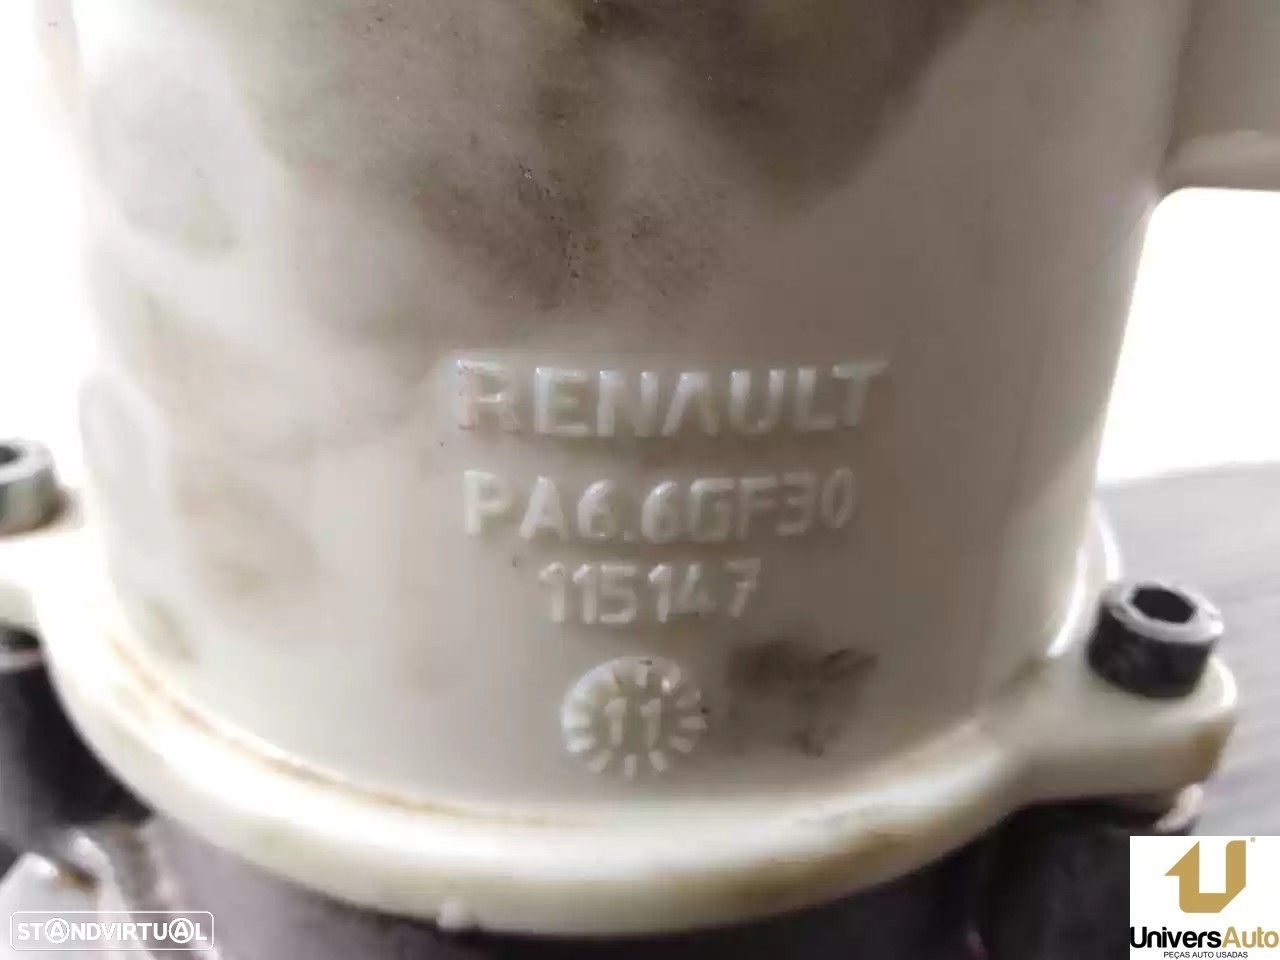 RENAULT
PA6.6GF30
115147
11
STANDVIRTUAL
UniversAuto
PEÇAS AUTO USADAS